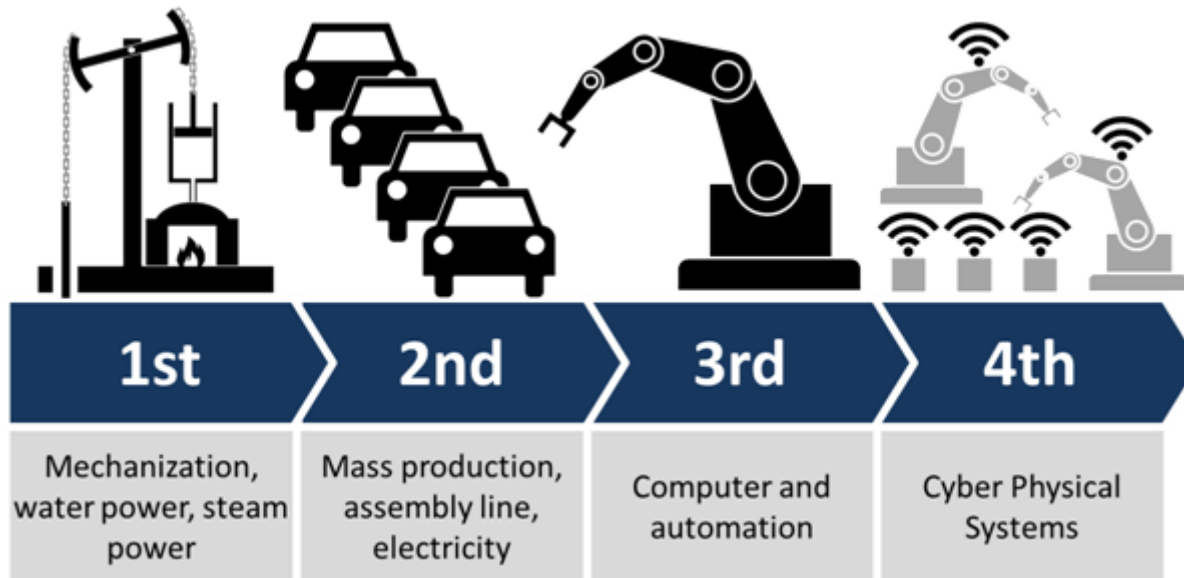 1st
2nd
3rd
4th
Mechanization,
water power, steam
power
Mass production,
assembly line,
electricity
Computer and
automation
Cyber Physical
Systems